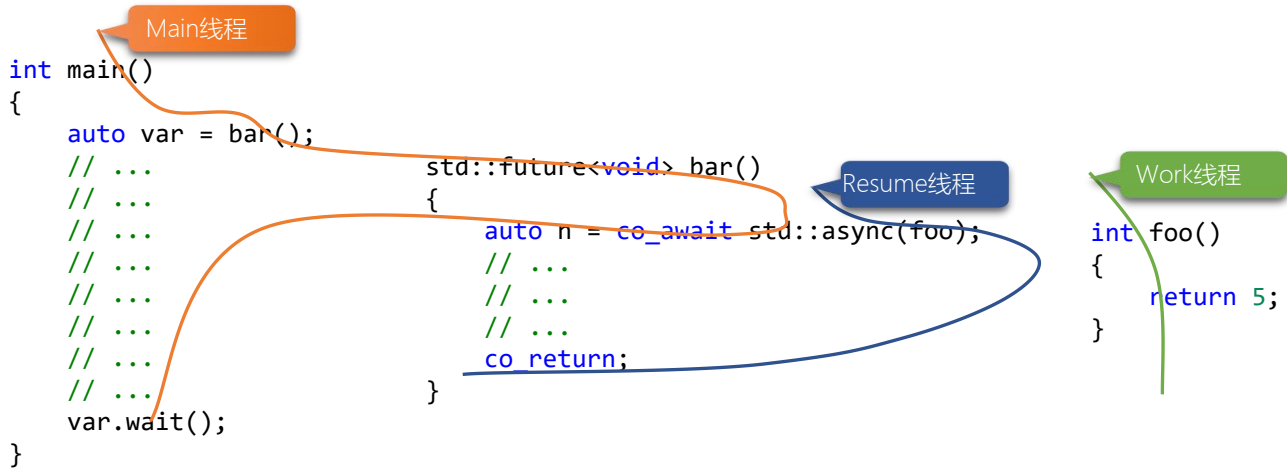 Main线程
int main()
{
    auto var = bar();
    // ...
    // ...
    // ...
    // ...
    // ...
    // ...
    // ...
    // ...
    var.wait();
}
std::future<void> bar()
{
    auto n = co_await std::async(foo);
    // ...
    // ...
    // ...
    co_return;
}
Resume线程
Work线程
int foo()
{
    return 5;
}